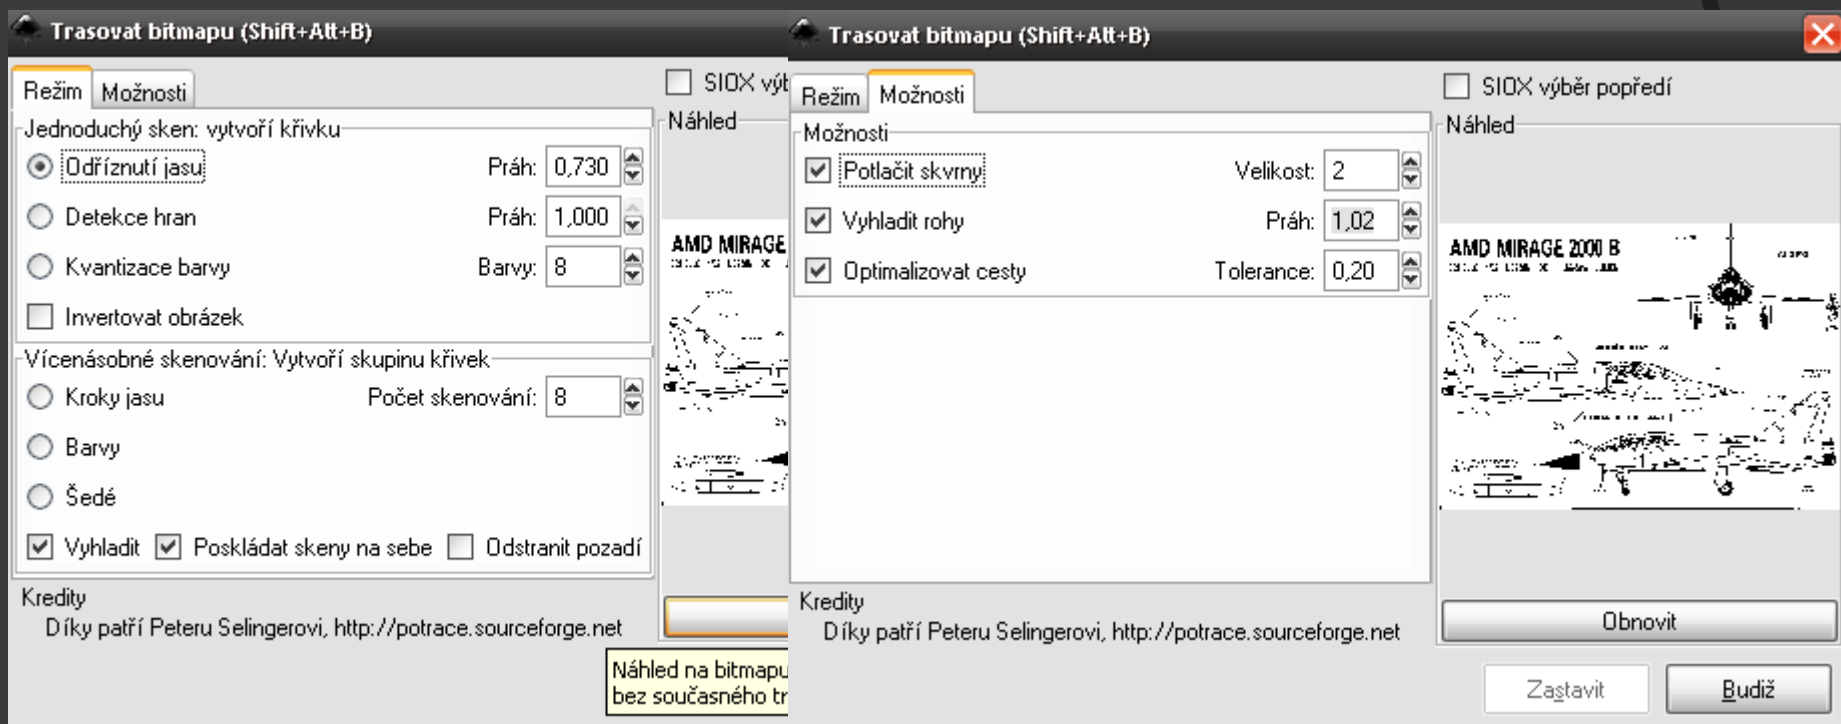 Trasovat bitmapu (Shift+Alt+B)
Režim Možnosti
SIOX výb
Jednoduchý sken: vytvoří křivku
Náhled
Odříznutí jasu Práh: 0,730
Detekce hran Práh: 1,000
Kvantizace barvy Barvy: 8
Invertovat obrázek
AMD MIRAGE
Vícenásobné skenování: Vytvoří skupinu křivek
Kroky jasu Počet skenování: 8
Barvy
Šedé
Vyhladit Poskládat skeny na sebe Odstranit pozadí
Kredity
Díky patří Peteru Selingerovi, http://potrace.sourceforge.net
Náhled na bitmapu
bez současného tr
Trasovat bitmapu (Shift+Alt+B)
Režim Možnosti
SIOX výběr popředí
Možnosti
Náhled
Potlačit skvrny Velikost: 2
Vyhladit rohy Práh: 1,02
Optimalizovat cesty Tolerance: 0,20
AMD MIRAGE 2000 B
Kredity
Díky patří Peteru Selingerovi, http://potrace.sourceforge.net
Obnovit
Zastavit Budiž